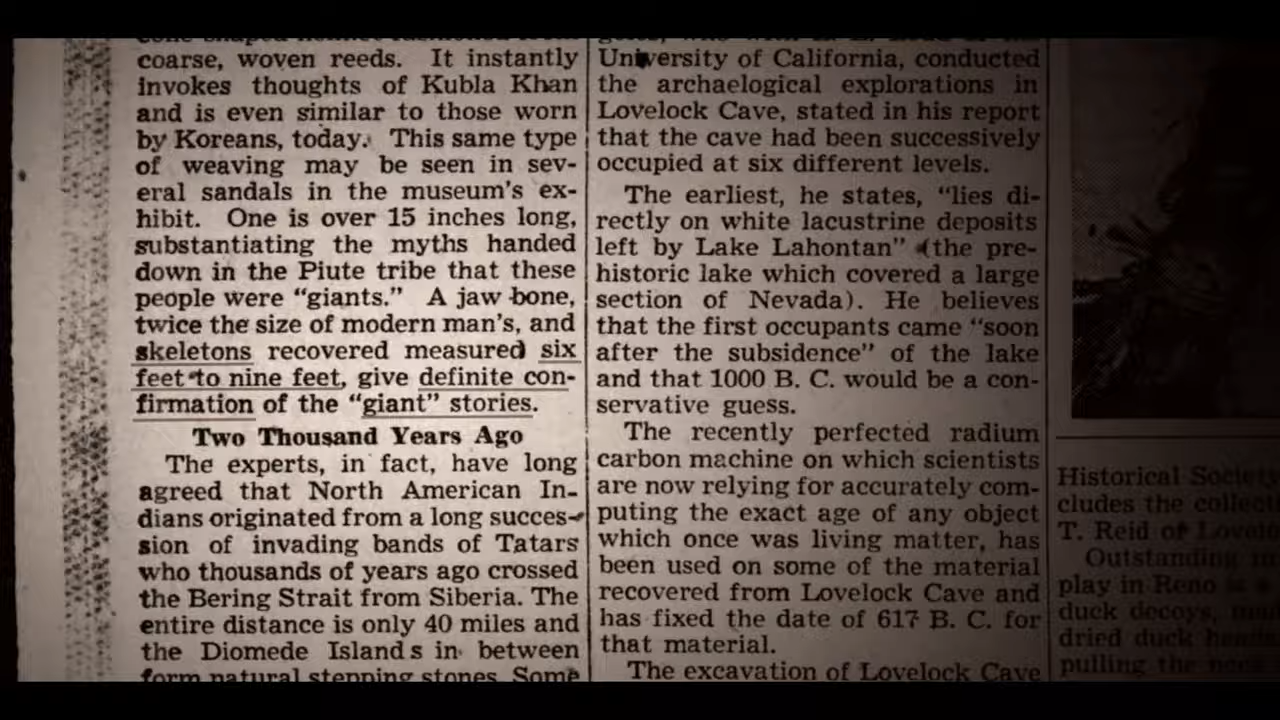 coarse, woven reeds. It instantly
invokes thoughts of Kubla Khan
and is even similar to those worn
by Koreans, today. This same type
of weaving may be seen in sev-
eral sandals in the museum's ex-
hibit. One is over 15 inches long,
substantiating the myths handed
down in the Piute tribe that these
people were "giants." A jaw bone,
twice the size of modern man's, and
skeletons recovered measured six
feet to nine feet, give definite con-
firmation of the "giant" stories.
Two Thousand Years Ago
The experts, in fact, have long
agreed that North American In-
dians originated from a long succes-
sion of invading bands of Tatars
who thousands of years ago crossed
the Bering Strait from Siberia. The
entire distance is only 40 miles and
the Diomede Islands in between
form natural stepping stones. Some
University of California, conducted
the archaelogical explorations in
Lovelock Cave, stated in his report
that the cave had been successively
occupied at six different levels.
The earliest, he states, "lies di-
rectly on white lacustrine deposits
left by Lake Lahontan" (the pre-
historic lake which covered a large
section of Nevada). He believes
that the first occupants came "soon
after the subsidence" of the lake
and that 1000 B. C. would be a con-
servative guess.
The recently perfected radium
carbon machine on which scientists
are now relying for accurately com-
puting the exact age of any object
which once was living matter, has
been used on some of the material
recovered from Lovelock Cave and
has fixed the date of 617 B. C. for
that material.
The excavation of Lovelock Cave
Historical Society
cludes the collect
T. Reid of Lovelo
Outstanding
play in Reno is a
duck decoys,
dried duck heads
pulling the neck